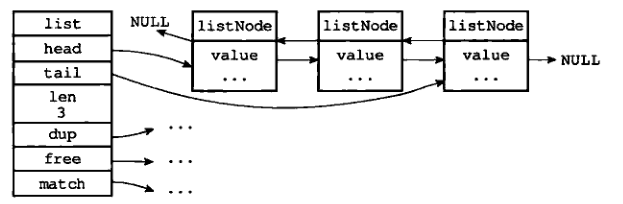 list
head
tail
len
3
dup
free
match
NULL
listNode
value
...
listNode
value
...
listNode
value
...
NULL
...
...
...